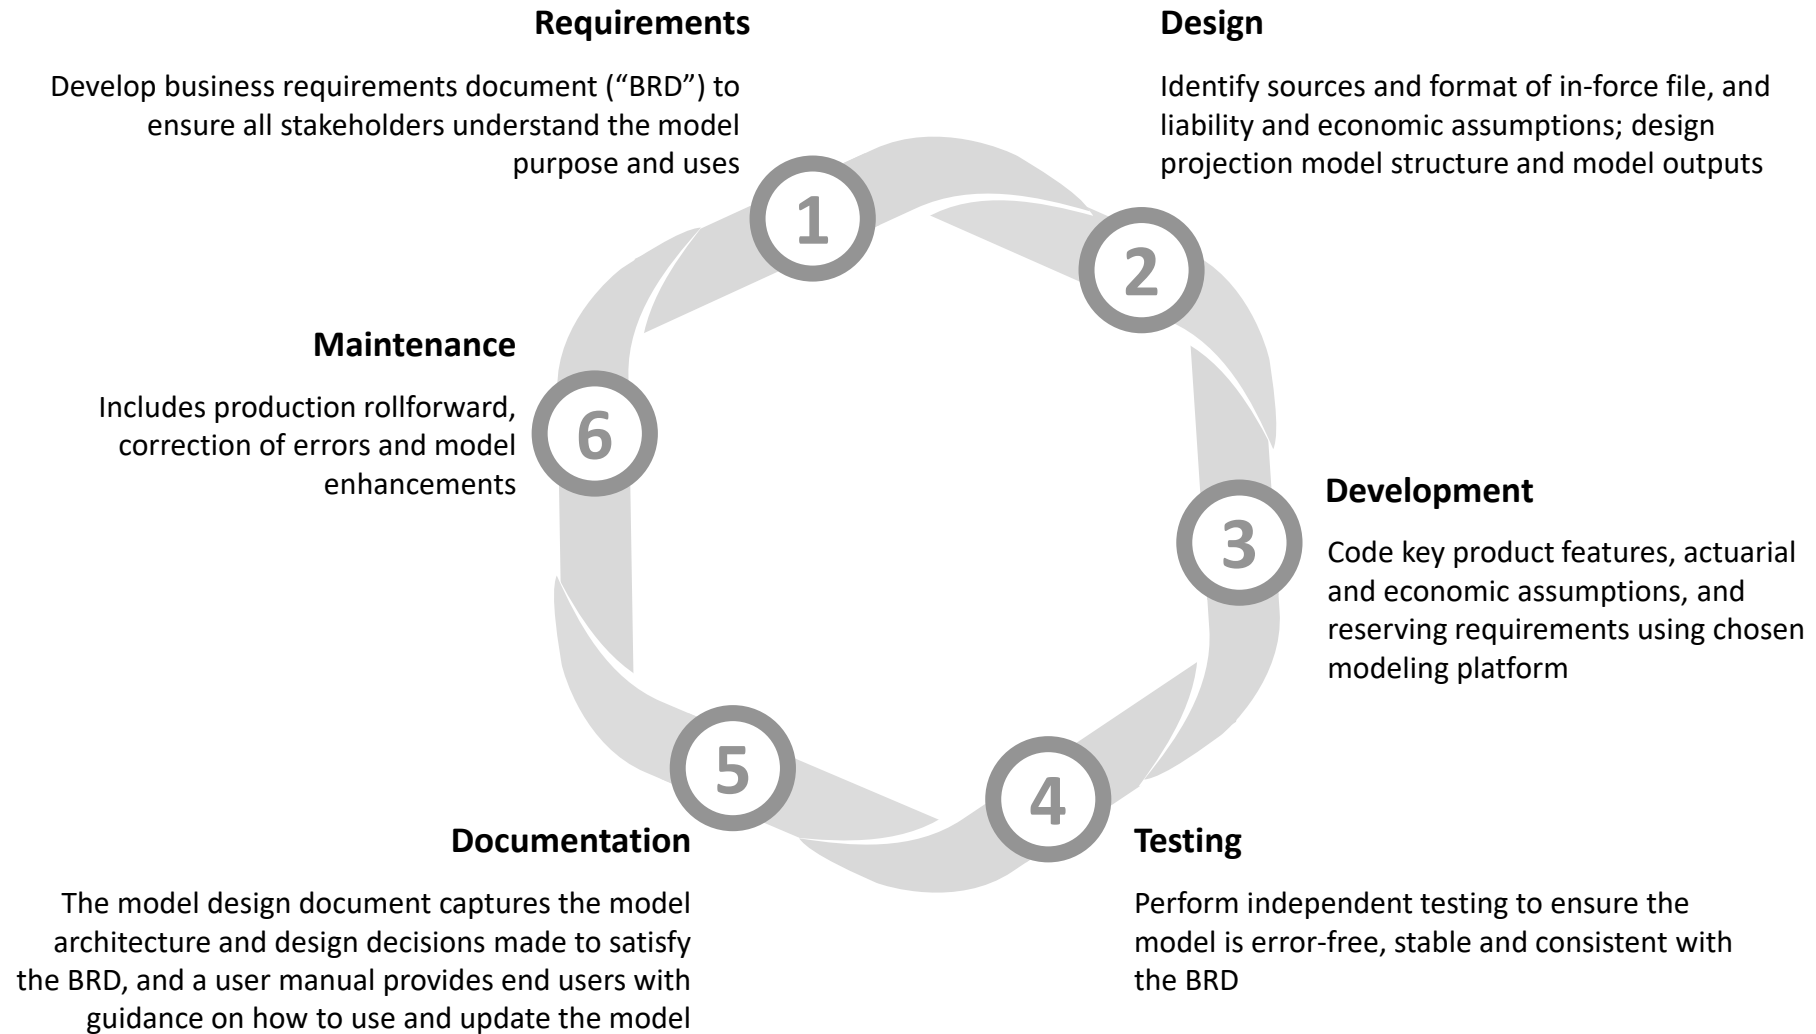 Requirements
Develop business requirements document (“BRD”) to
ensure all stakeholders understand the model
purpose and uses
1
Design
Identify sources and format of in-force file, and
liability and economic assumptions; design
projection model structure and model outputs
2
Development
Code key product features, actuarial
and economic assumptions, and
reserving requirements using chosen
modeling platform
3
Testing
Perform independent testing to ensure the
model is error-free, stable and consistent with
the BRD
4
Documentation
The model design document captures the model
architecture and design decisions made to satisfy
the BRD, and a user manual provides end users with
guidance on how to use and update the model
5
Maintenance
Includes production rollforward,
correction of errors and model
enhancements
6